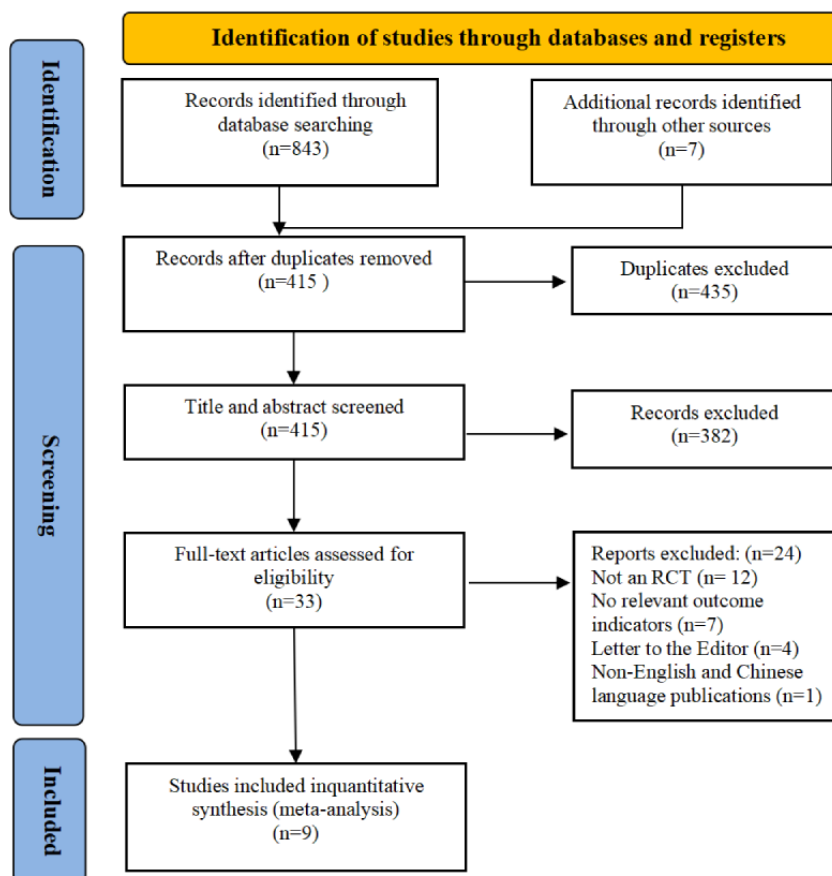 Identification of studies through databases and registers
Identification
Records identified through
database searching
(n=843)
Additional records identified
through other sources
(n=7)
Screening
Records after duplicates removed
(n=415 )
Duplicates excluded
(n=435)
Title and abstract screened
(n=415)
Records excluded
(n=382)
Full-text articles assessed for
eligibility
(n=33)
Reports excluded: (n=24)
Not an RCT (n= 12)
No relevant outcome
indicators (n=7)
Letter to the Editor (n=4)
Non-English and Chinese
language publications (n=1)
Included
Studies included inquantitative
synthesis (meta-analysis)
(n=9)